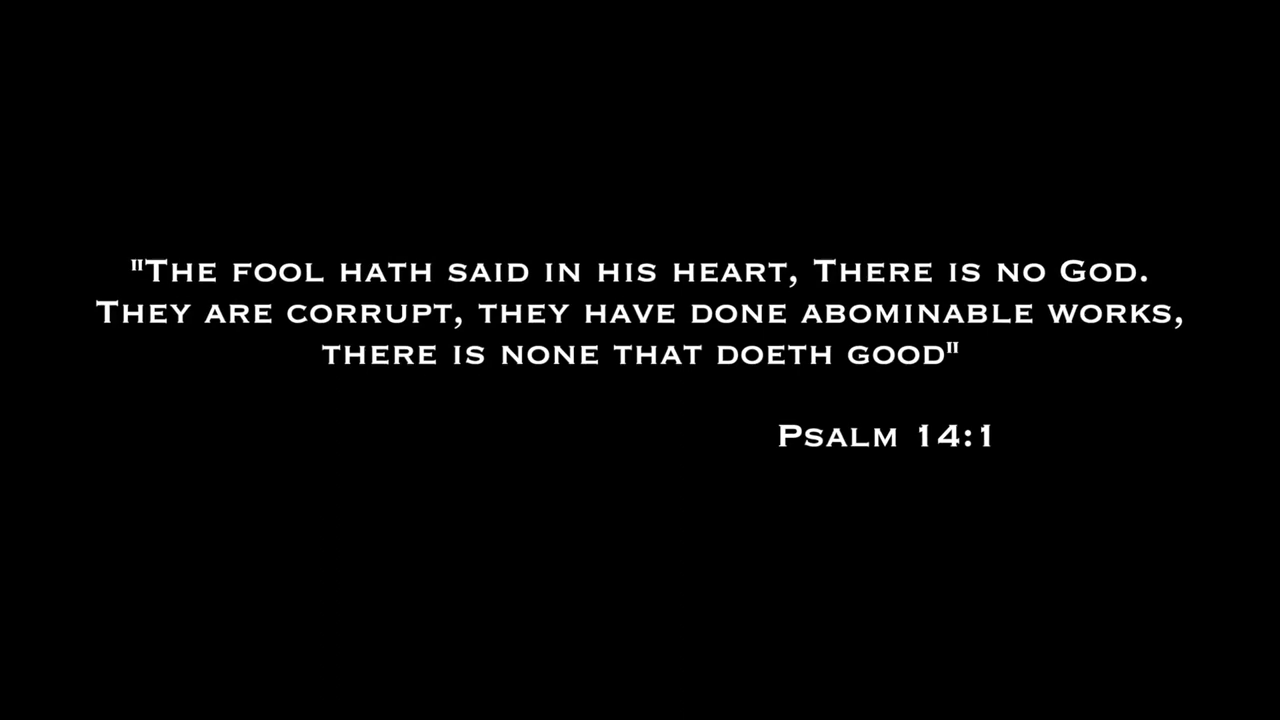 "The fool hath said in his heart, There is no God.
They are corrupt, they have done abominable works,
there is none that doeth good"
Psalm 14:1